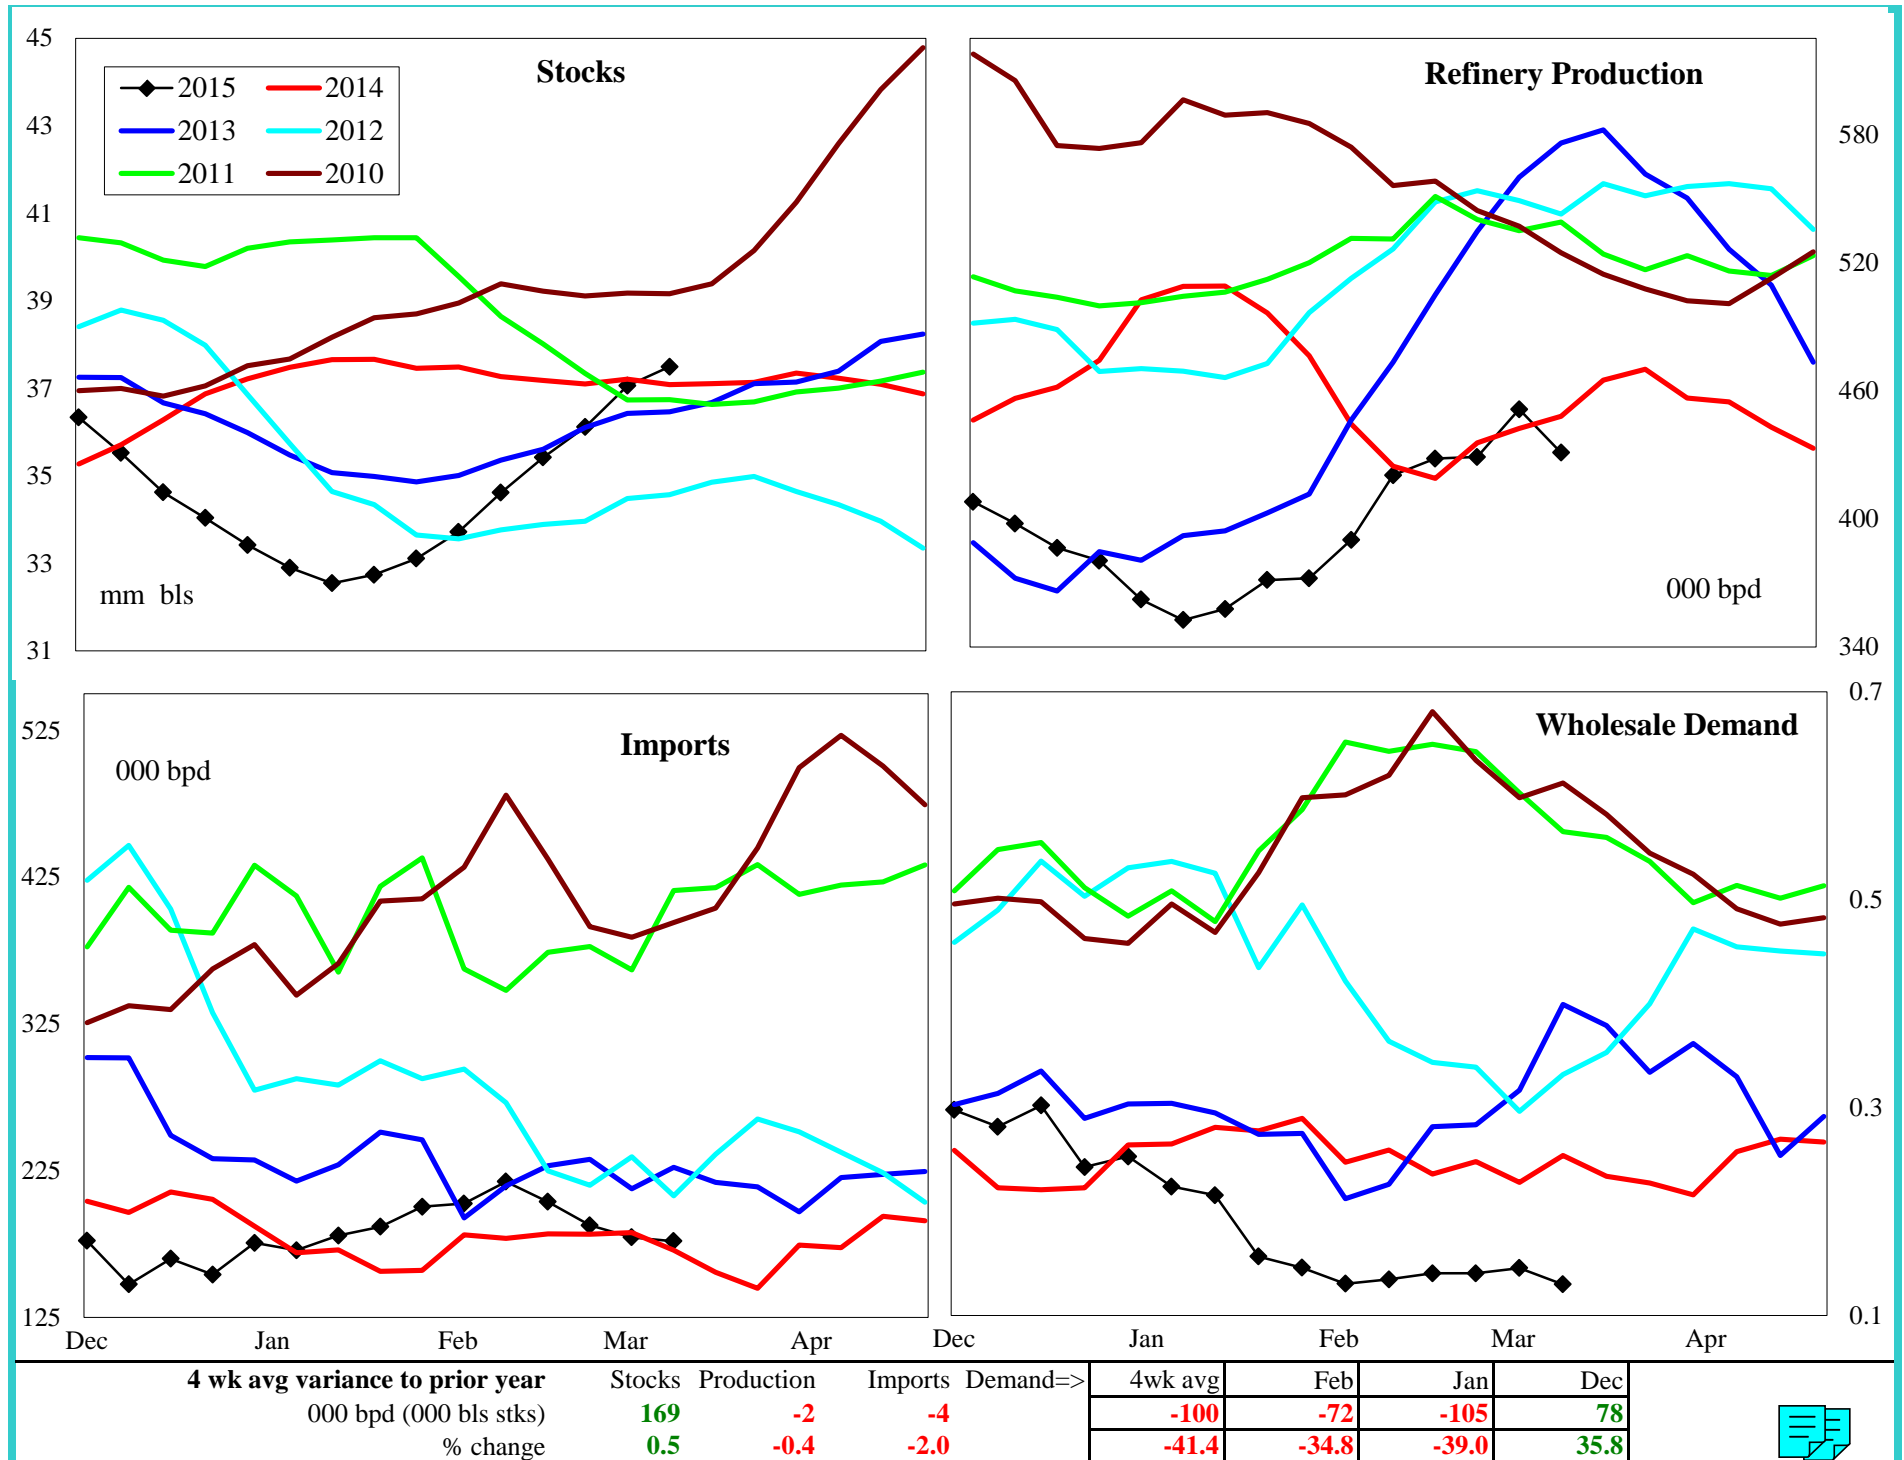 45
43
41
39
37
35
33
31
Stocks
2015 2014
2013 2012
2011 2010
mm bls
Refinery Production
580
520
460
400
340
000 bpd
525
425
325
225
125
Imports
000 bpd
Dec Jan Feb Mar Apr
Wholesale Demand
0.7
0.5
0.3
0.1
Dec Jan Feb Mar Apr
4 wk avg variance to prior year Stocks Production Imports Demand=> 4wk avg Feb Jan Dec
000 bpd (000 bls stks) 169 -2 -4 -100 -72 -105 78
% change 0.5 -0.4 -2.0 -41.4 -34.8 -39.0 35.8